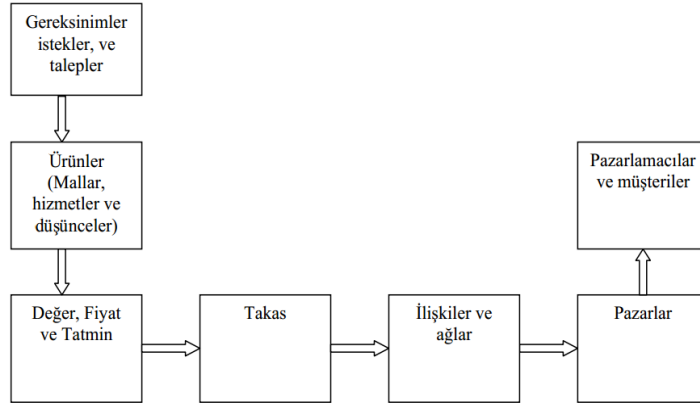 Gereksinimler
istekler, ve
talepler
Ürünler
(Mallar,
hizmetler ve
düşünceler)
Değer, Fiyat
ve Tatmin
Takas
İlişkiler ve
ağlar
Pazarlar
Pazarlamacılar
ve müşteriler